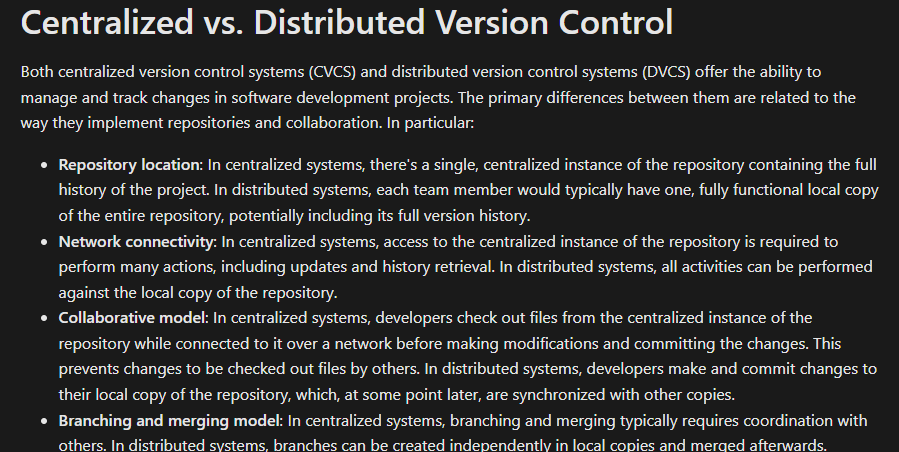 Centralized vs. Distributed Version Control
Both centralized version control systems (CVCS) and distributed version control systems (DVCS) offer the ability to
manage and track changes in software development projects. The primary differences between them are related to the
way they implement repositories and collaboration. In particular:
• Repository location: In centralized systems, there's a single, centralized instance of the repository containing the full
history of the project. In distributed systems, each team member would typically have one, fully functional local copy
of the entire repository, potentially including its full version history.
• Network connectivity: In centralized systems, access to the centralized instance of the repository is required to
perform many actions, including updates and history retrieval. In distributed systems, all activities can be performed
against the local copy of the repository.
• Collaborative model: In centralized systems, developers check out files from the centralized instance of the
repository while connected to it over a network before making modifications and committing the changes. This
prevents changes to be checked out files by others. In distributed systems, developers make and commit changes to
their local copy of the repository, which, at some point later, are synchronized with other copies.
• Branching and merging model: In centralized systems, branching and merging typically requires coordination with
others. In distributed systems, branches can be created independently in local copies and merged afterwards.